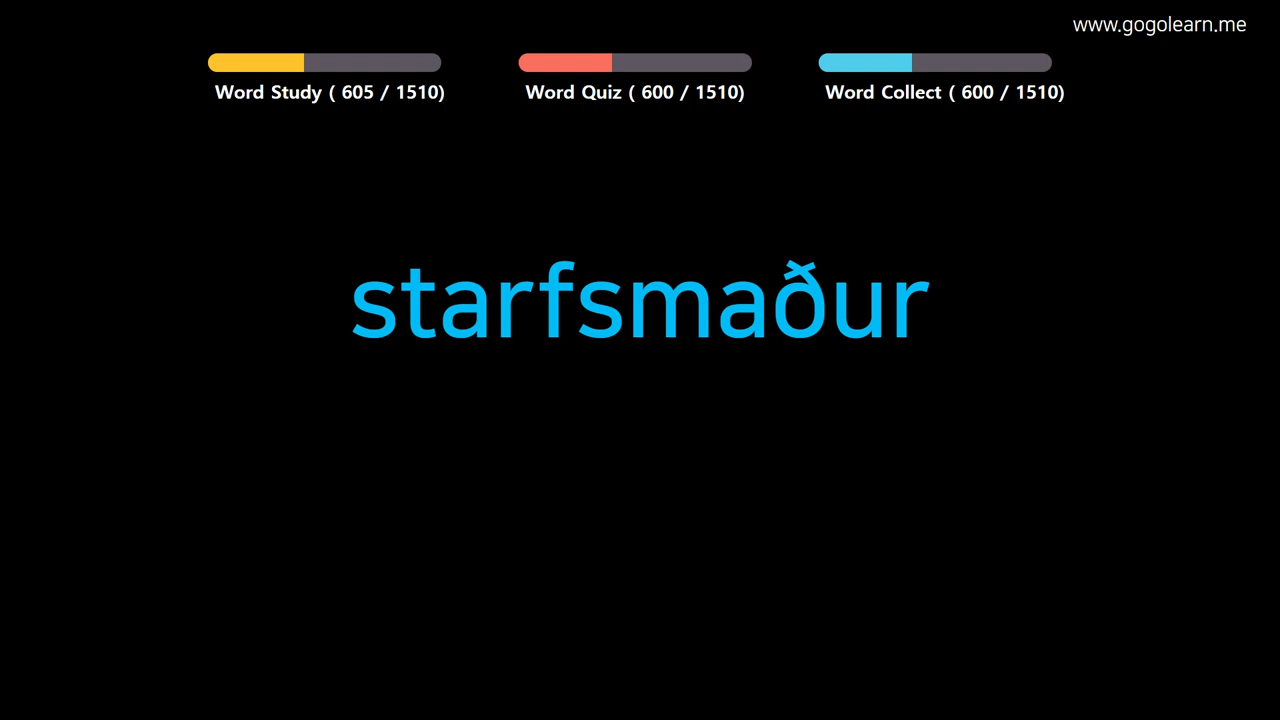 www.gogolearn.me
Word Study ( 605 / 1510)
Word Quiz ( 600 / 1510)
Word Collect ( 600 / 1510)
starfsmaður